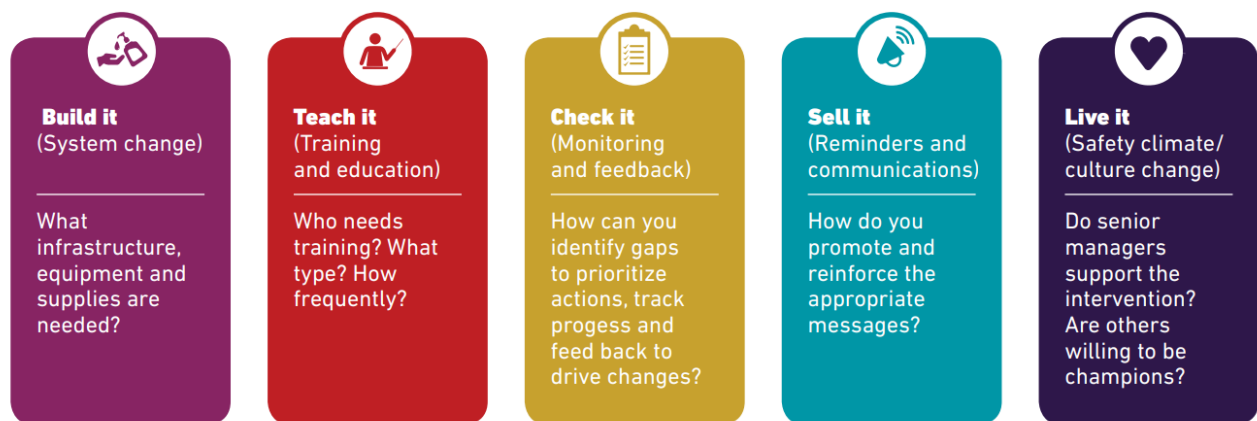 Build it
(System change)
What
infrastructure,
equipment and
supplies are
needed?
Teach it
(Training
and education)
Who needs
training? What
type? How
frequently?
Check it
(Monitoring
and feedback)
How can you
identify gaps
to prioritize
actions, track
progess and
feed back to
drive changes?
Sell it
(Reminders and
communications)
How do you
promote and
reinforce the
appropriate
messages?
Live it
(Safety climate/
culture change)
Do senior
managers
support the
intervention?
Are others
willing to be
champions?